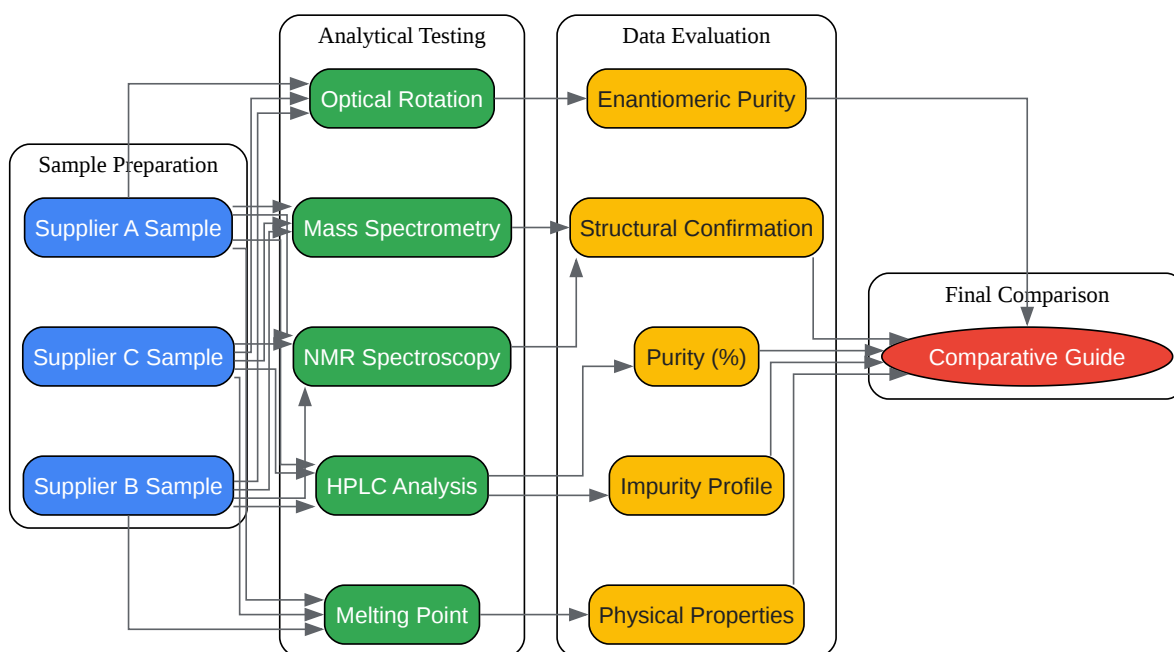 Sample Preparation
Supplier A Sample
Supplier C Sample
Supplier B Sample
Analytical Testing
Optical Rotation
Mass Spectrometry
NMR Spectroscopy
HPLC Analysis
Melting Point
Data Evaluation
Enantiomeric Purity
Structural Confirmation
Purity (%)
Impurity Profile
Physical Properties
Final Comparison
Comparative Guide